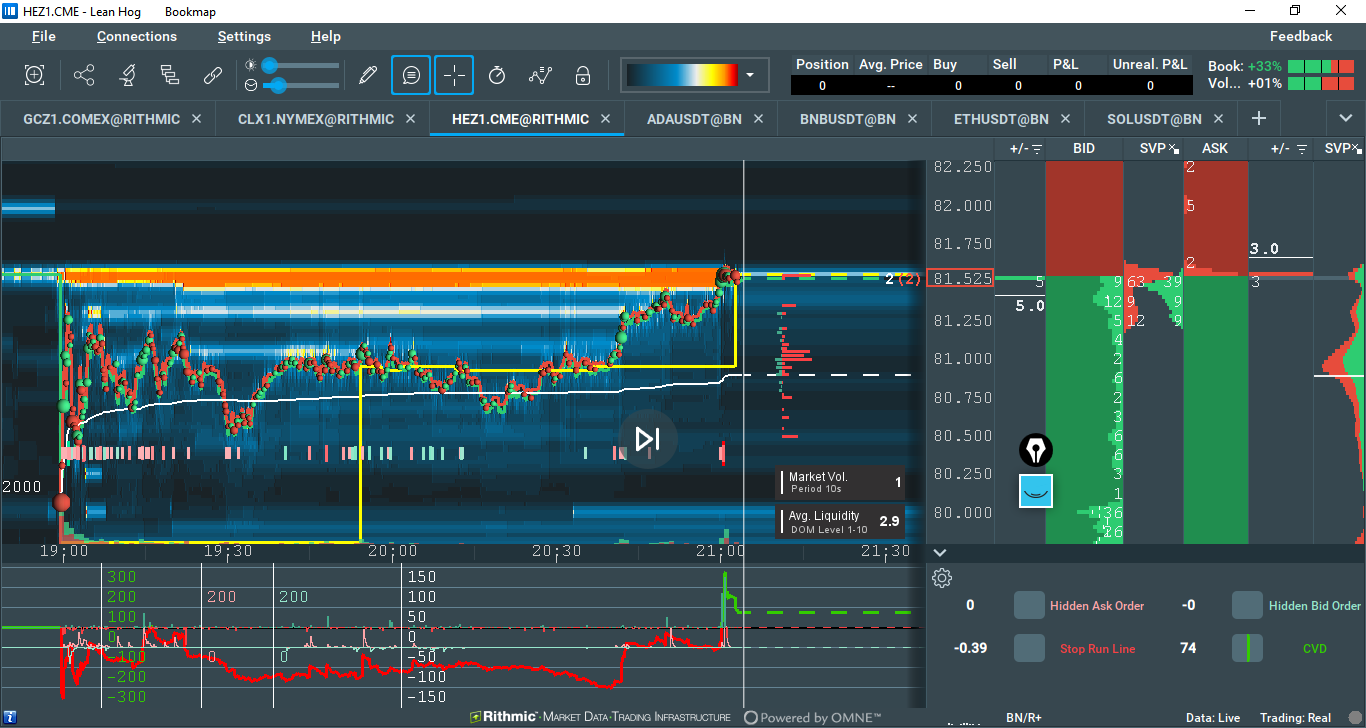 HEZ1.CME - Lean Hog Bookmap
File Connections Settings Help Feedback
Position Avg. Price Buy Sell P&L Unreal. P&L
0 -- 0 0 0 0
Book: +33%
Vol... +01%
GCZ1.COMEX@RITHMIC CLX1.NYMEX@RITHMIC HEZ1.CME@RITHMIC ADAUSDT@BN BNBUSDT@BN ETHUSDT@BN SOLUSDT@BN
+/- BID SVP ASK +/- SVP
82.250 2
82.000 5
81.750
3.0
2
2 (2) 81.525 5 9 63 39 3
5.0 12 9 9
81.250 5 12 9
4
81.000 2
6
80.750 2
3
80.500 6
6
80.250 3
1
80.000 36
26
2000
Market Vol.
Period 10s
1
Avg. Liquidity
DOM Level 1-10
2.9
19:00 19:30 20:00 20:30 21:00 21:30
300 150
200 200 200 100
100 50
0 0
-100 0 0 -50
-200 -100
-300 -150
0 Hidden Ask Order -0 Hidden Bid Order
-0.39 Stop Run Line 74 CVD
Rithmic™ · MARKET DATA · TRADING INFRASTRUCTURE Powered by OMNE™
BN/R+ Data: Live Trading: Real